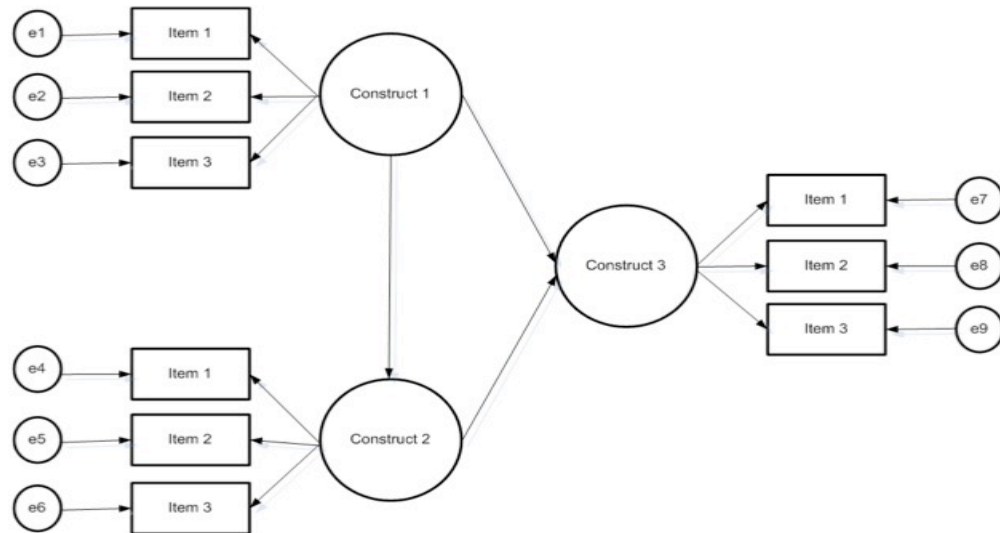 e1
Item 1
e2
Item 2
e3
Item 3
Construct 1
Construct 3
Item 1
e7
Item 2
e8
Item 3
e9
e4
Item 1
e5
Item 2
e6
Item 3
Construct 2